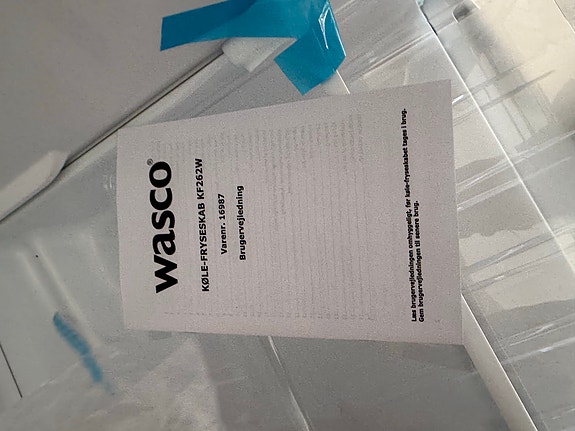 wasco®
KØLE-FRYSESKAB KF262W
Varenr. 16987
Brugervejledning
Læs brugervejledningen omhyggeligt, før køle-fryseskabet tages i brug.
Gem brugervejledningen til senere brug.